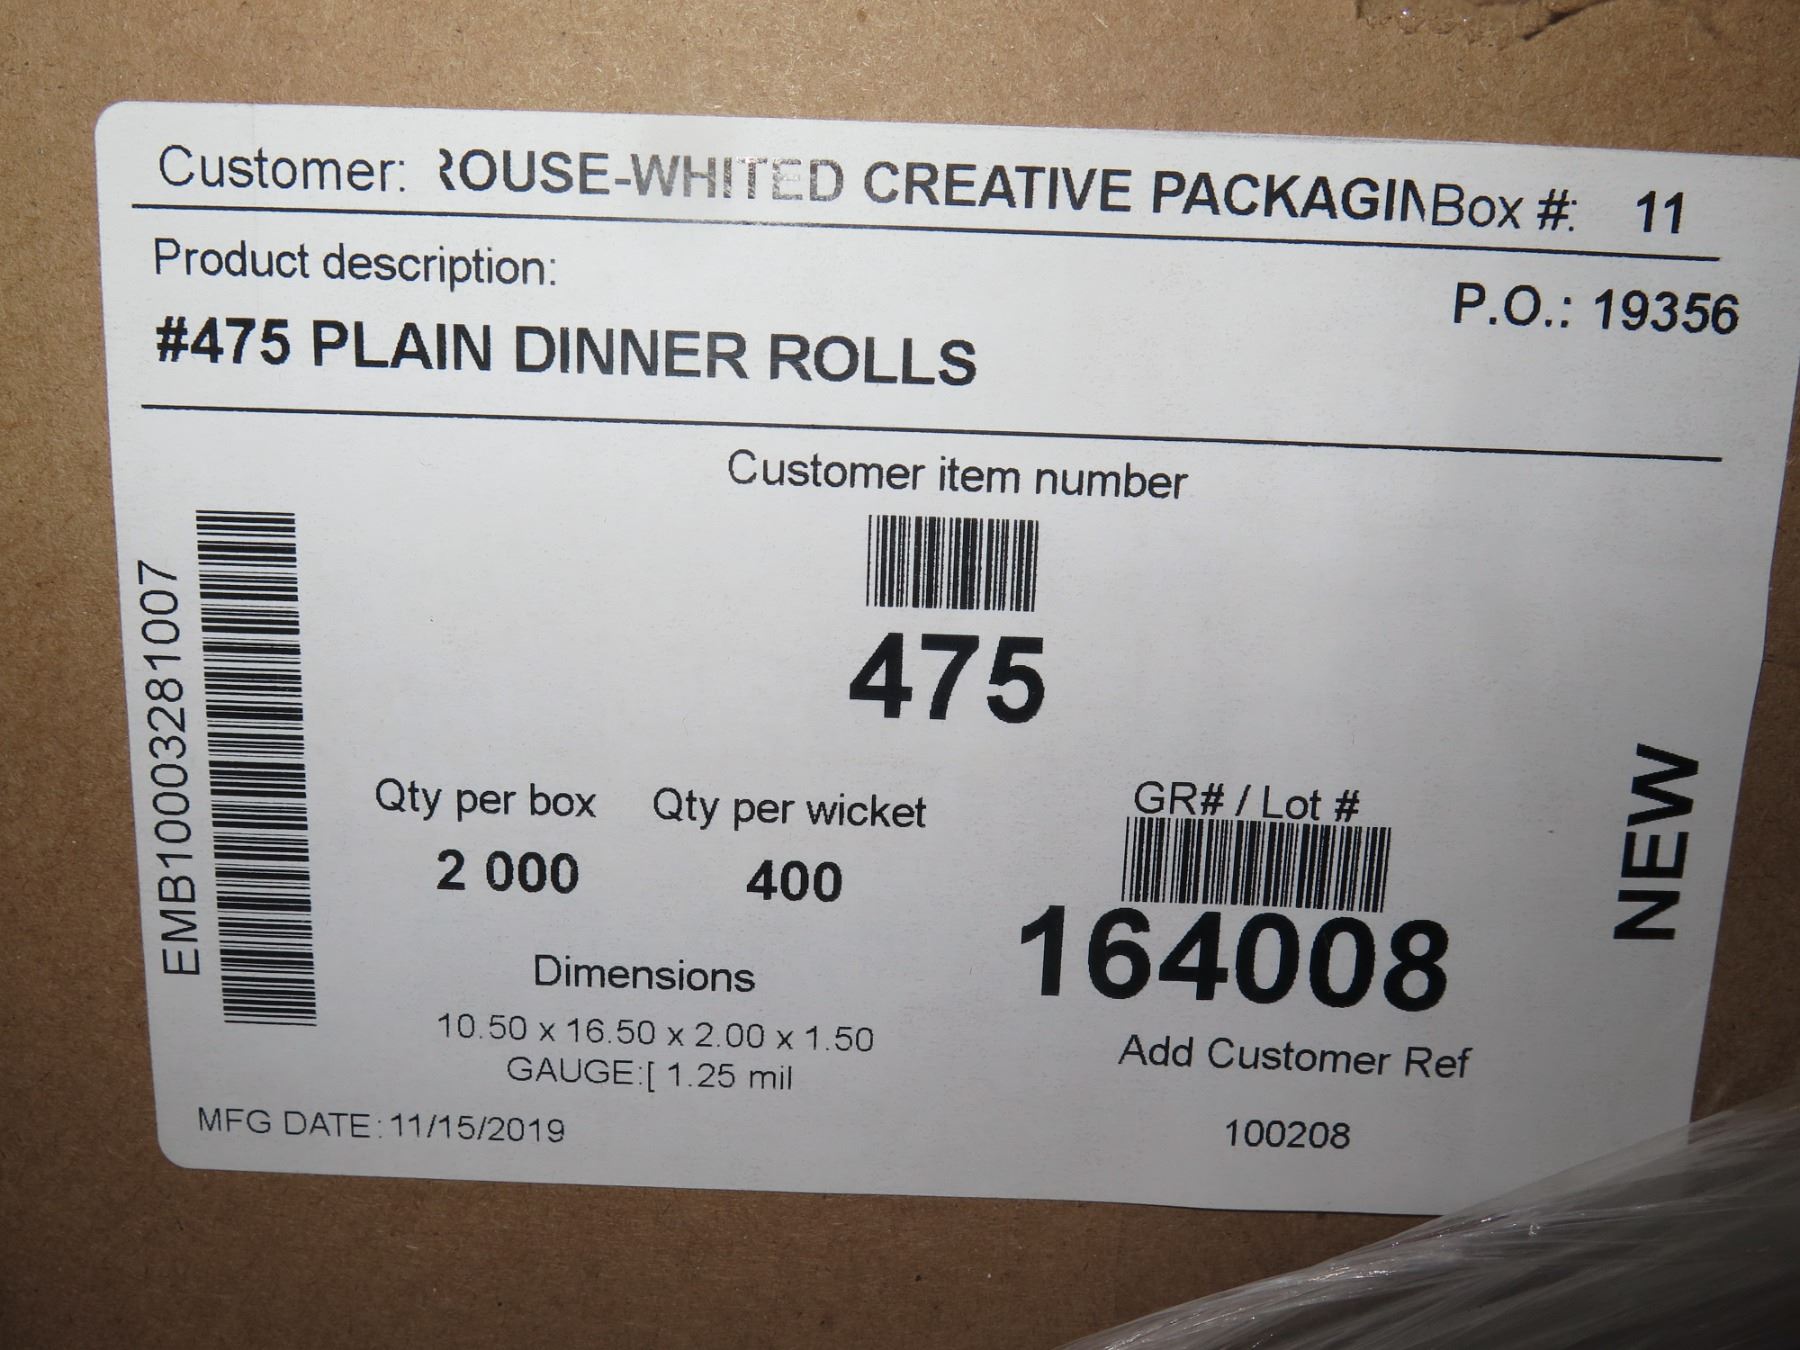 Customer: ROUSE-WHITED CREATIVE PACKAGIN Box #: 11
Product description:
P.O.: 19356
#475 PLAIN DINNER ROLLS
Customer item number
475
EMB10003281007
Qty per box Qty per wicket GR# / Lot #
2 000 400
164008
NEW
Dimensions
10.50 x 16.50 x 2.00 x 1.50
GAUGE:[ 1.25 mil
Add Customer Ref
MFG DATE: 11/15/2019
100208